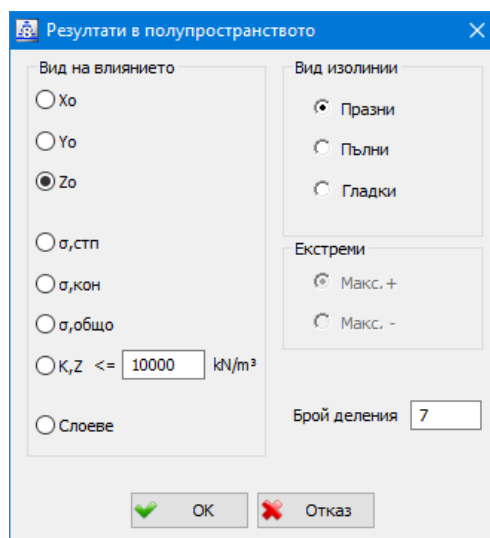 Резултати в полупространството
Вид на влиянието
Xo
Yo
Zo
σ,стп
σ,кон
σ,общо
K,Z <= 10000 kN/m³
Слоеве
Вид изолинии
Празни
Пълни
Гладки
Екстреми
Макс.+
Макс. -
Брой деления 7
OK
Отказ